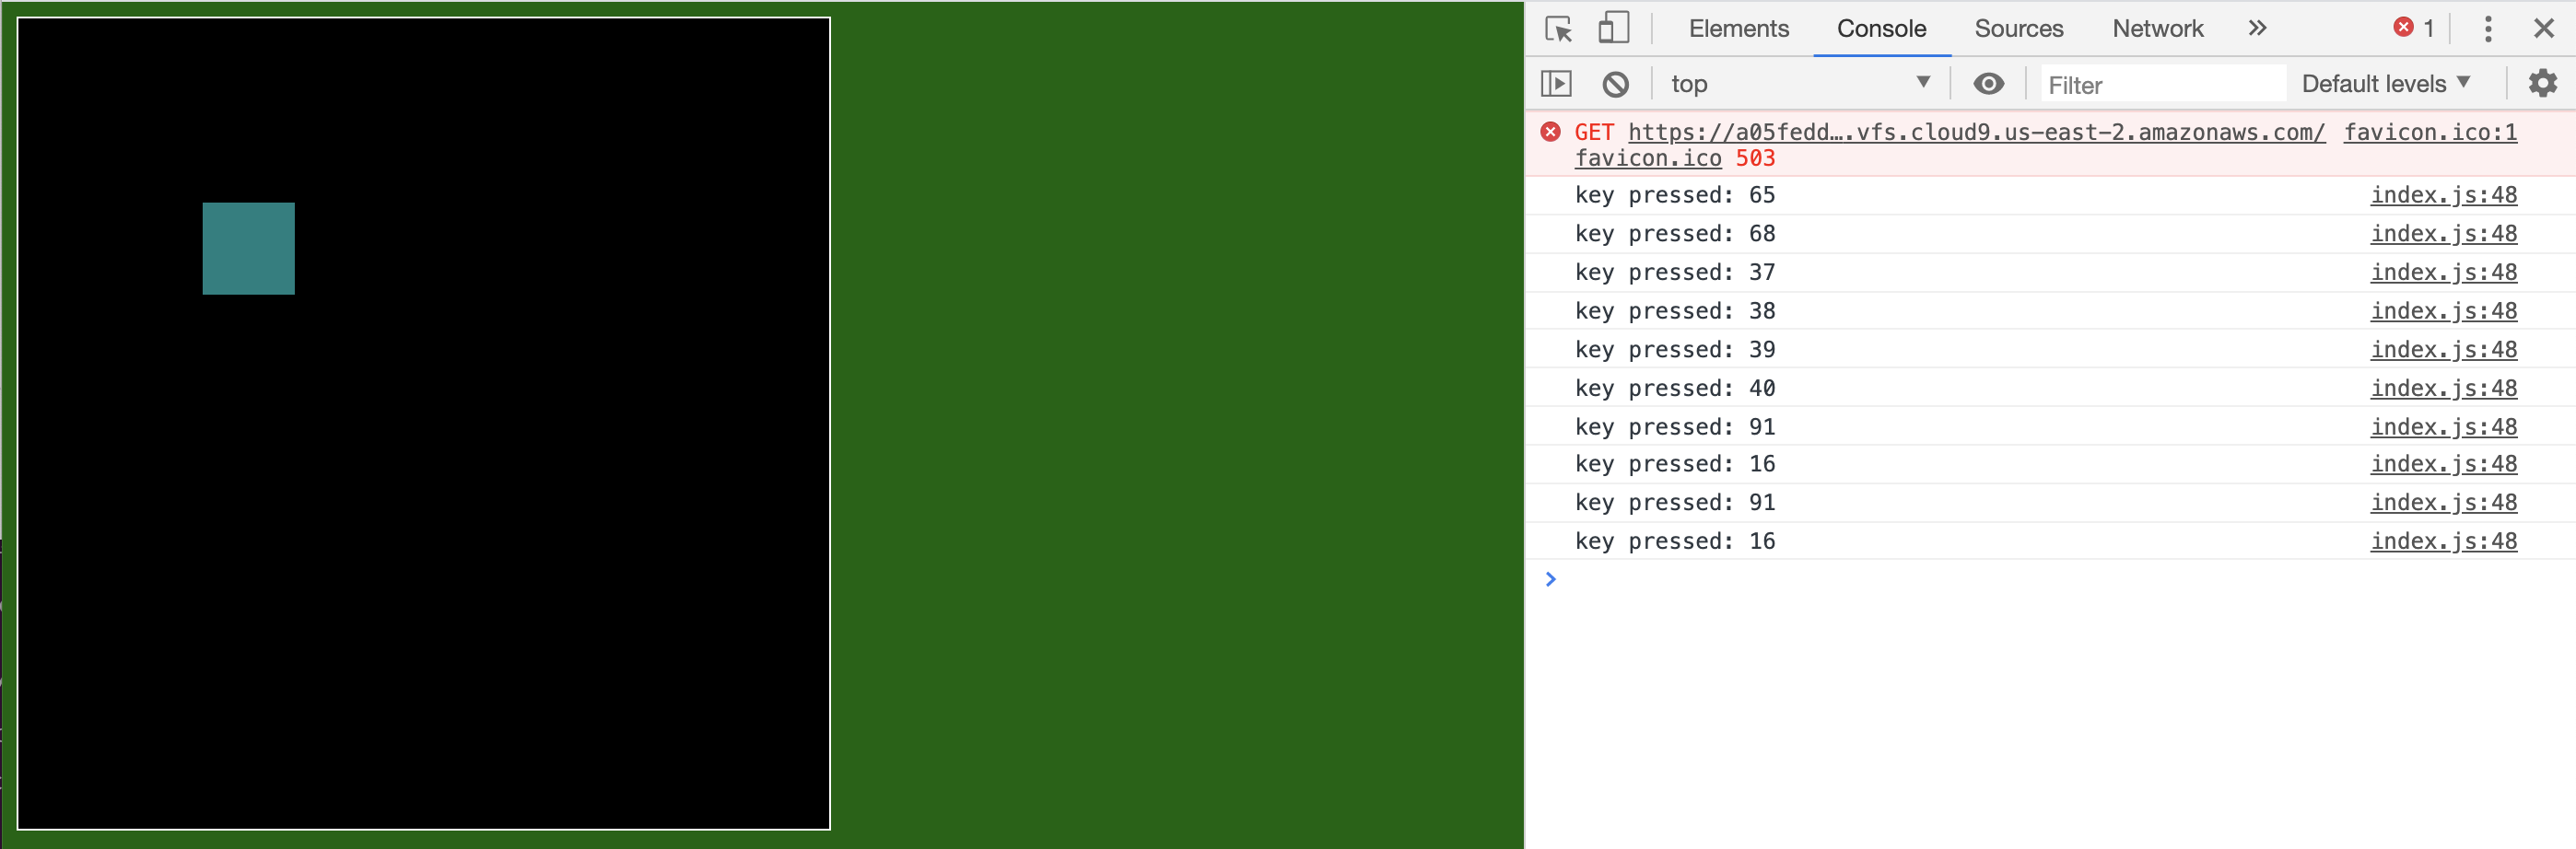 Elements Console Sources Network » 1
top Filter Default levels
GET https://a05fedd….vfs.cloud9.us-east-2.amazonaws.com/ favicon.ico:1
favicon.ico 503
key pressed: 65 index.js:48
key pressed: 68 index.js:48
key pressed: 37 index.js:48
key pressed: 38 index.js:48
key pressed: 39 index.js:48
key pressed: 40 index.js:48
key pressed: 91 index.js:48
key pressed: 16 index.js:48
key pressed: 91 index.js:48
key pressed: 16 index.js:48